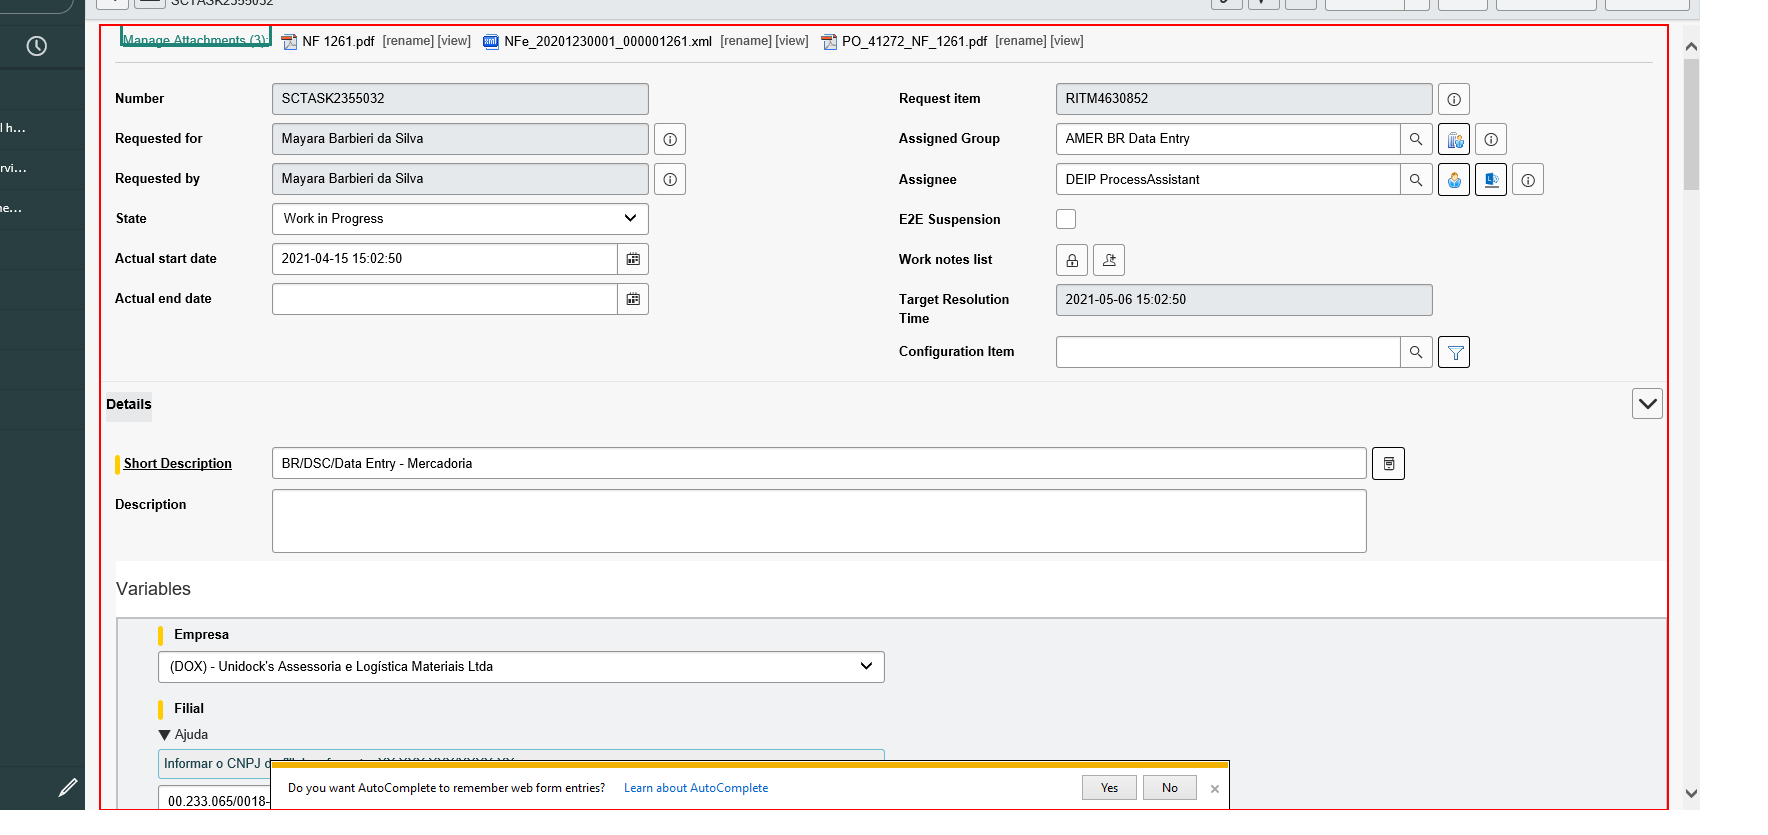 SCTASK2355032
Manage Attachments (3): NF 1261.pdf [rename] [view] NFe_20201230001_000001261.xml [rename] [view] PO_41272_NF_1261.pdf [rename] [view]
l h...
rvi...
ne...
Number SCTASK2355032
Requested for Mayara Barbieri da Silva
Requested by Mayara Barbieri da Silva
State Work in Progress
Actual start date 2021-04-15 15:02:50
Actual end date
Request item RITM4630852
Assigned Group AMER BR Data Entry
Assignee DEIP ProcessAssistant
E2E Suspension
Work notes list
Target Resolution
Time
2021-05-06 15:02:50
Configuration Item
Details
Short Description BR/DSC/Data Entry - Mercadoria
Description
Variables
Empresa
(DOX) - Unidock's Assessoria e Logística Materiais Ltda
Filial
Ajuda
Informar o CNPJ d
00.233.065/0018-
Do you want AutoComplete to remember web form entries? Learn about AutoComplete Yes No